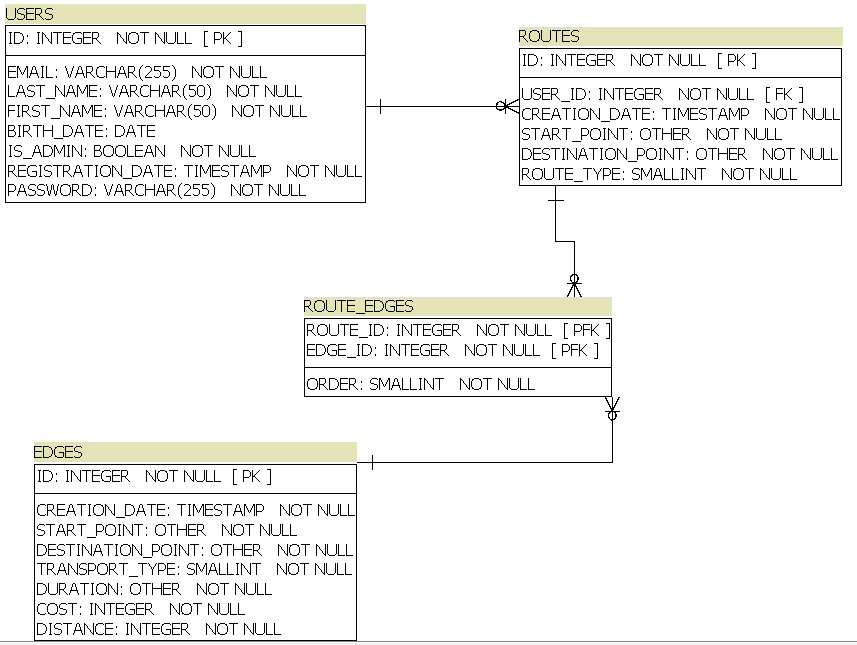 USERS
ID: INTEGER NOT NULL [ PK ]
EMAIL: VARCHAR(255) NOT NULL
LAST_NAME: VARCHAR(50) NOT NULL
FIRST_NAME: VARCHAR(50) NOT NULL
BIRTH_DATE: DATE
IS_ADMIN: BOOLEAN NOT NULL
REGISTRATION_DATE: TIMESTAMP NOT NULL
PASSWORD: VARCHAR(255) NOT NULL
ROUTES
ID: INTEGER NOT NULL [ PK ]
USER_ID: INTEGER NOT NULL [ FK ]
CREATION_DATE: TIMESTAMP NOT NULL
START_POINT: OTHER NOT NULL
DESTINATION_POINT: OTHER NOT NULL
ROUTE_TYPE: SMALLINT NOT NULL
ROUTE_EDGES
ROUTE_ID: INTEGER NOT NULL [ PFK ]
EDGE_ID: INTEGER NOT NULL [ PFK ]
ORDER: SMALLINT NOT NULL
EDGES
ID: INTEGER NOT NULL [ PK ]
CREATION_DATE: TIMESTAMP NOT NULL
START_POINT: OTHER NOT NULL
DESTINATION_POINT: OTHER NOT NULL
TRANSPORT_TYPE: SMALLINT NOT NULL
DURATION: OTHER NOT NULL
COST: INTEGER NOT NULL
DISTANCE: INTEGER NOT NULL